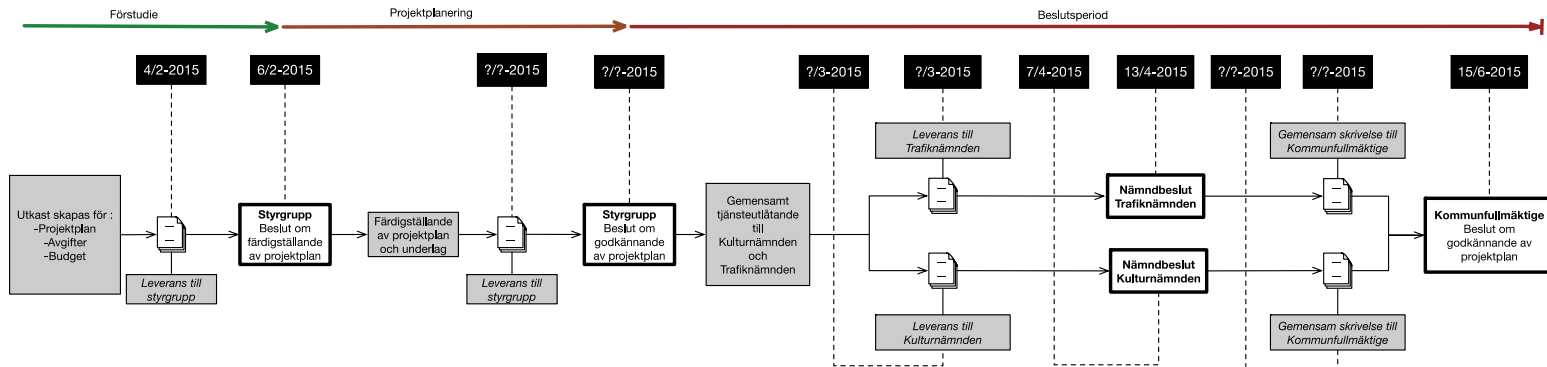 Förstudie
Projektplanering
Beslutsperiod
4/2-2015
6/2-2015
?/?-2015
?/?-2015
?/3-2015
?/3-2015
7/4-2015
13/4-2015
?/?-2015
?/?-2015
15/6-2015
Utkast skapas för :
-Projektplan
-Avgifter
-Budget
Leverans till
styrgrupp
Styrgrupp
Beslut om
färdigställande
av projektplan
Färdigställande
av projektplan
och underlag
Leverans till
styrgrupp
Styrgrupp
Beslut om
godkännande
av projektplan
Gemensamt
tjänsteutlåtande
till
Kulturnämnden
och
Trafiknämnden
Leverans till
Trafiknämnden
Leverans till
Kulturnämnden
Nämndbeslut
Trafiknämnden
Nämndbeslut
Kulturnämnden
Gemensam skrivelse till
Kommunfullmäktige
Gemensam skrivelse till
Kommunfullmäktige
Kommunfullmäktige
Beslut om
godkännande av
projektplan